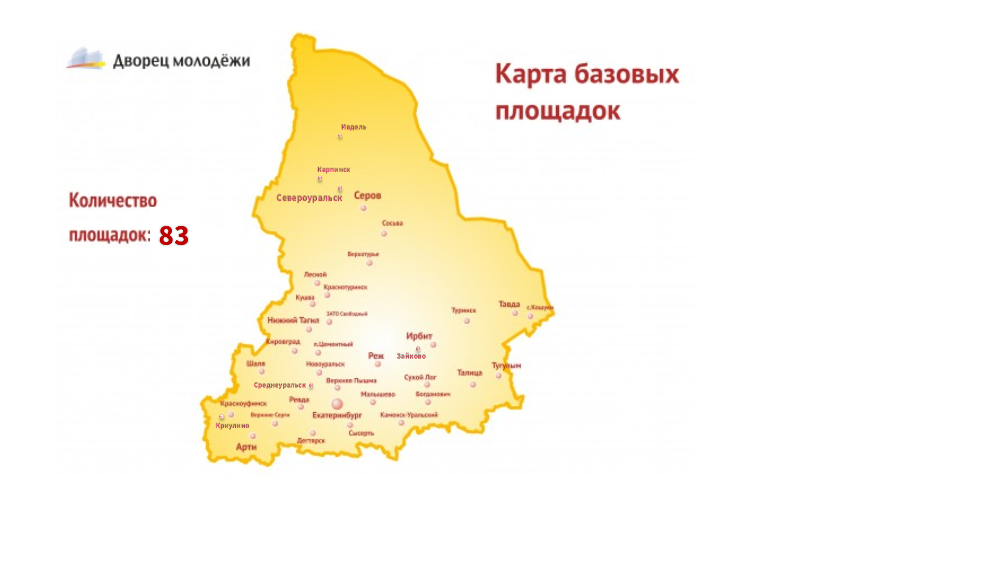 Дворец молодёжи
Карта базовых
площадок
Количество
площадок: 83
Ивдель
Карпинск
Североуральск
Серов
Сосьва
Верхотурье
Лесной
Краснотуринск
Кушва
ЗАТО Свободный
Нижний Тагил
Туринск
Тавда
с.Кошуки
Ирбит
Кировград
п.Цементный
Реж
Зайково
Шаля
Новоуральск
Тугулым
Талица
Сухой Лог
Верхняя Пышма
Среднеуральск
Малышево
Богданович
Ревда
Красноуфимск
Верхние Серги
Екатеринбург
Каменск-Уральский
Криулино
Сысерть
Дегтярск
Арти